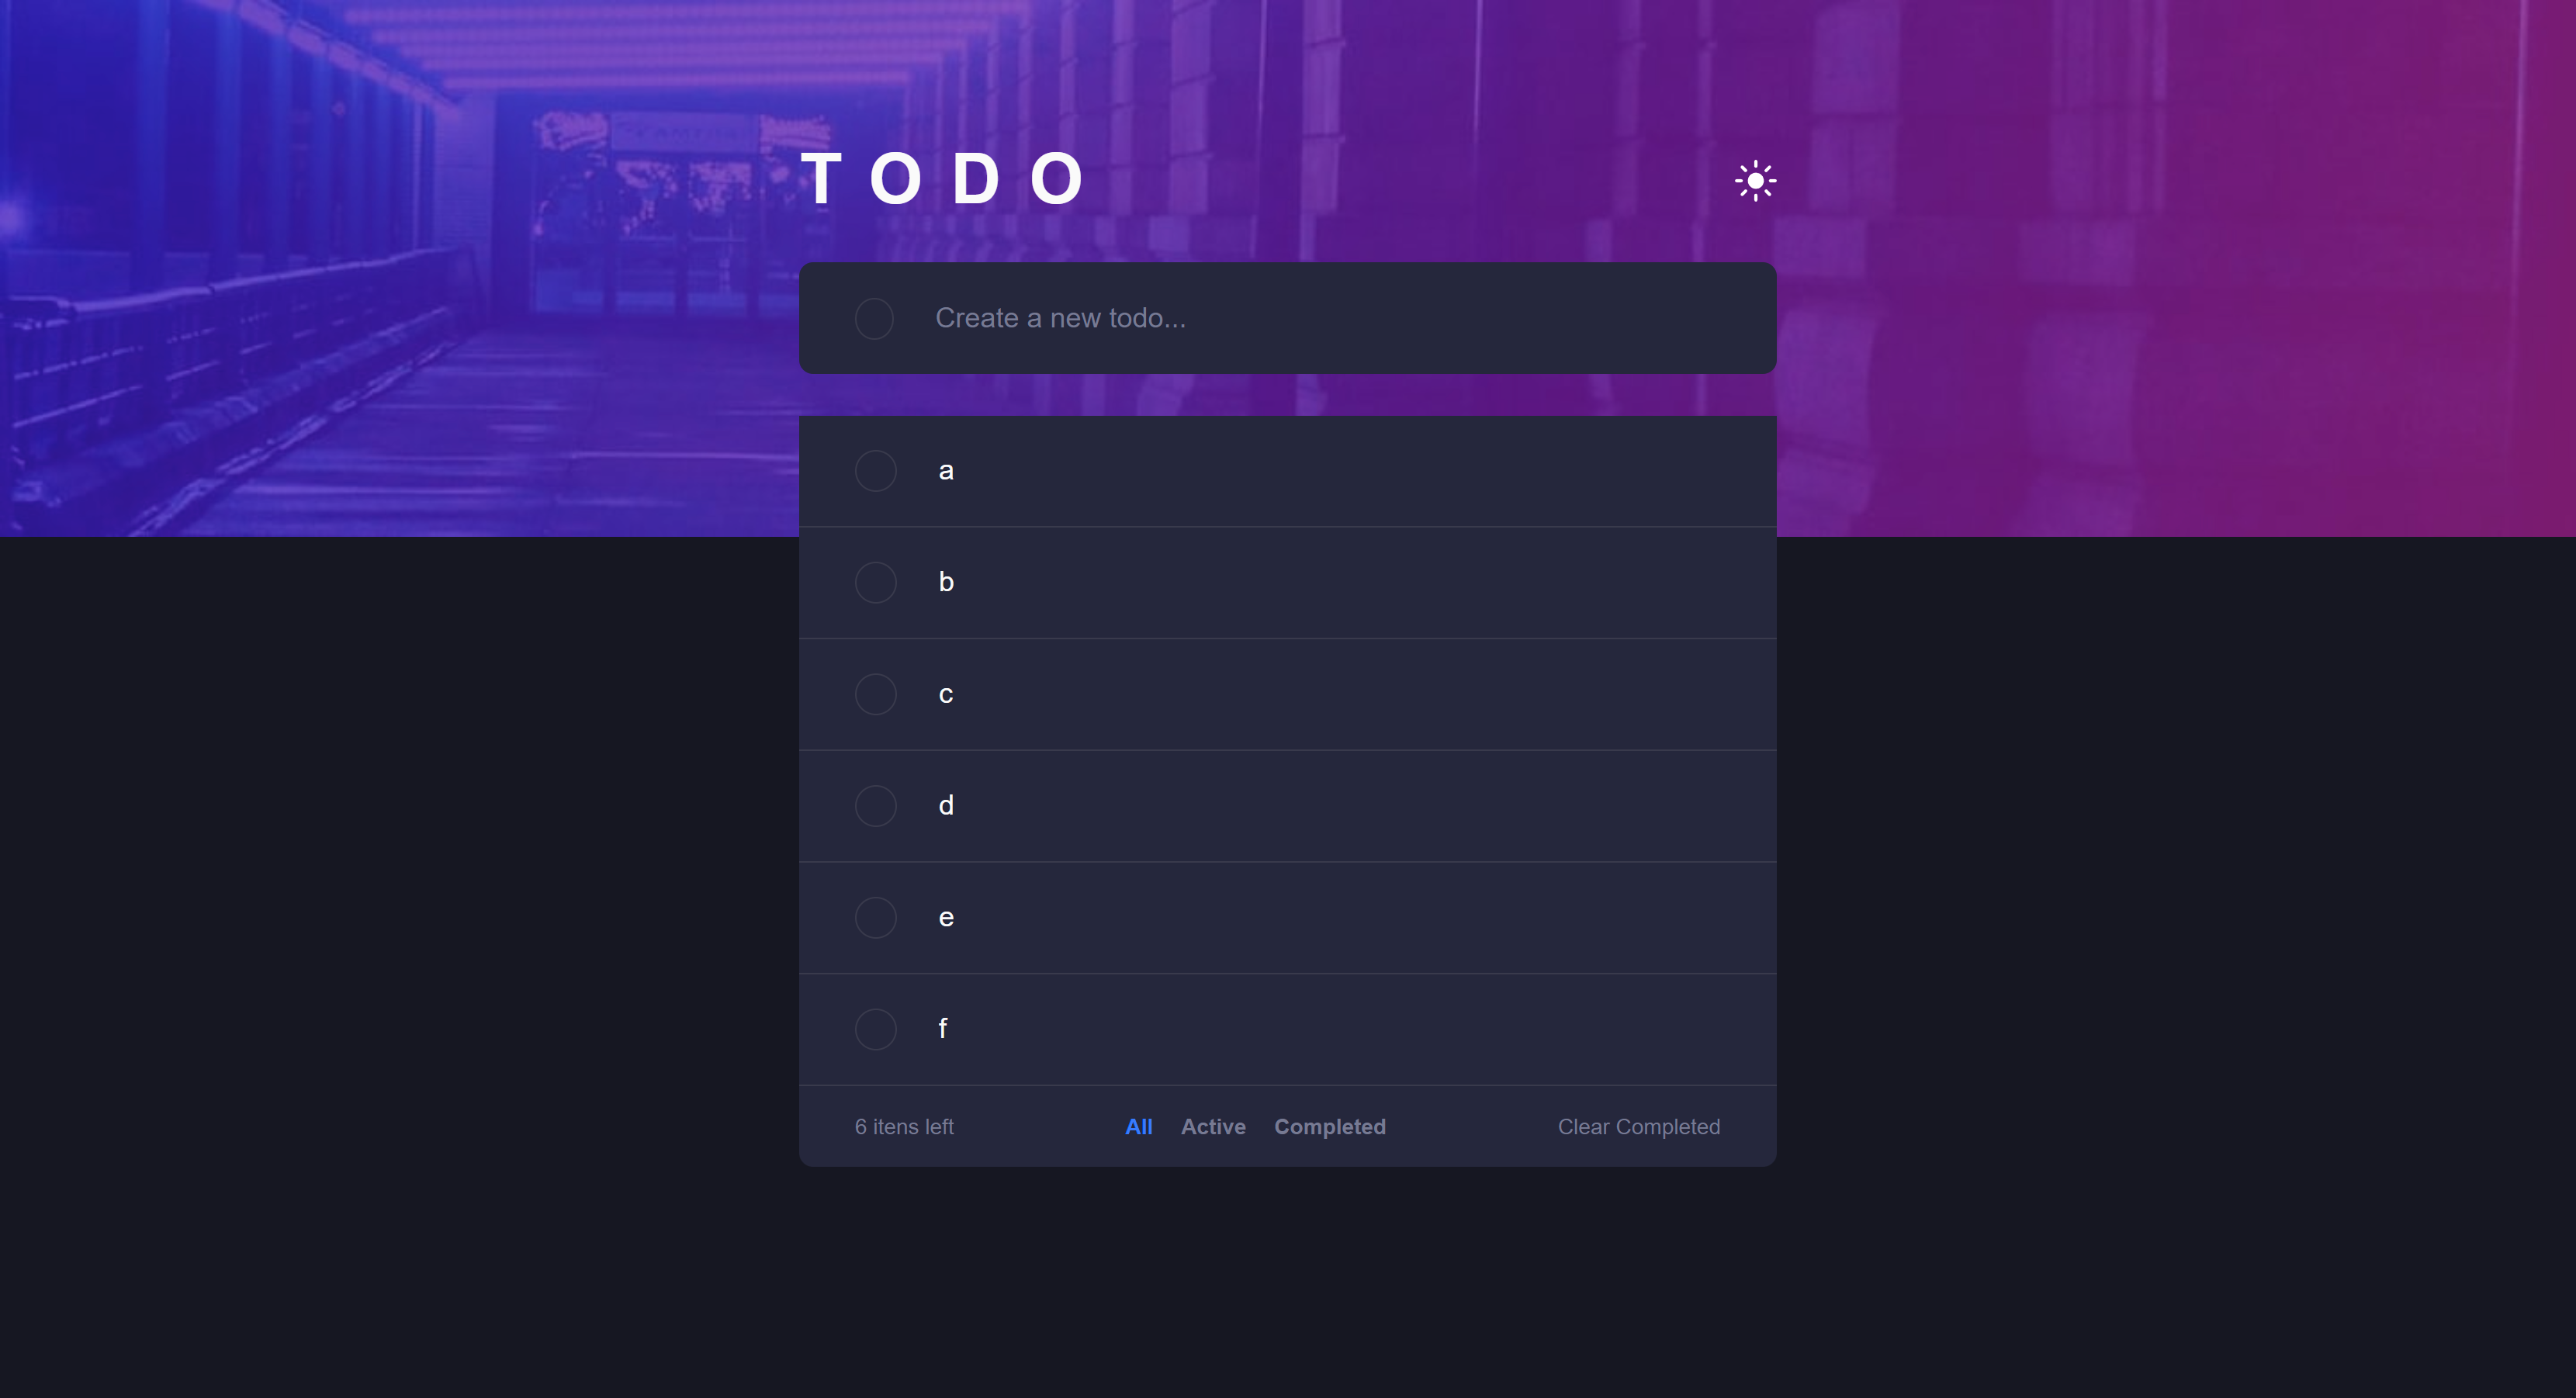 TODO
Create a new todo...
a
b
c
d
e
f
6 itens left All Active Completed Clear Completed